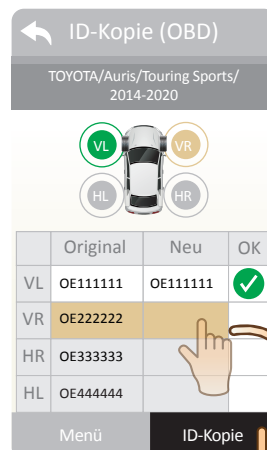 ID-Kopie (OBD)
TOYOTA/Auris/Touring Sports/
2014-2020
VL VR
HL HR
Original Neu OK
VL OE111111 OE111111
VR OE222222
HR OE333333
HL OE444444
Menü ID-Kopie